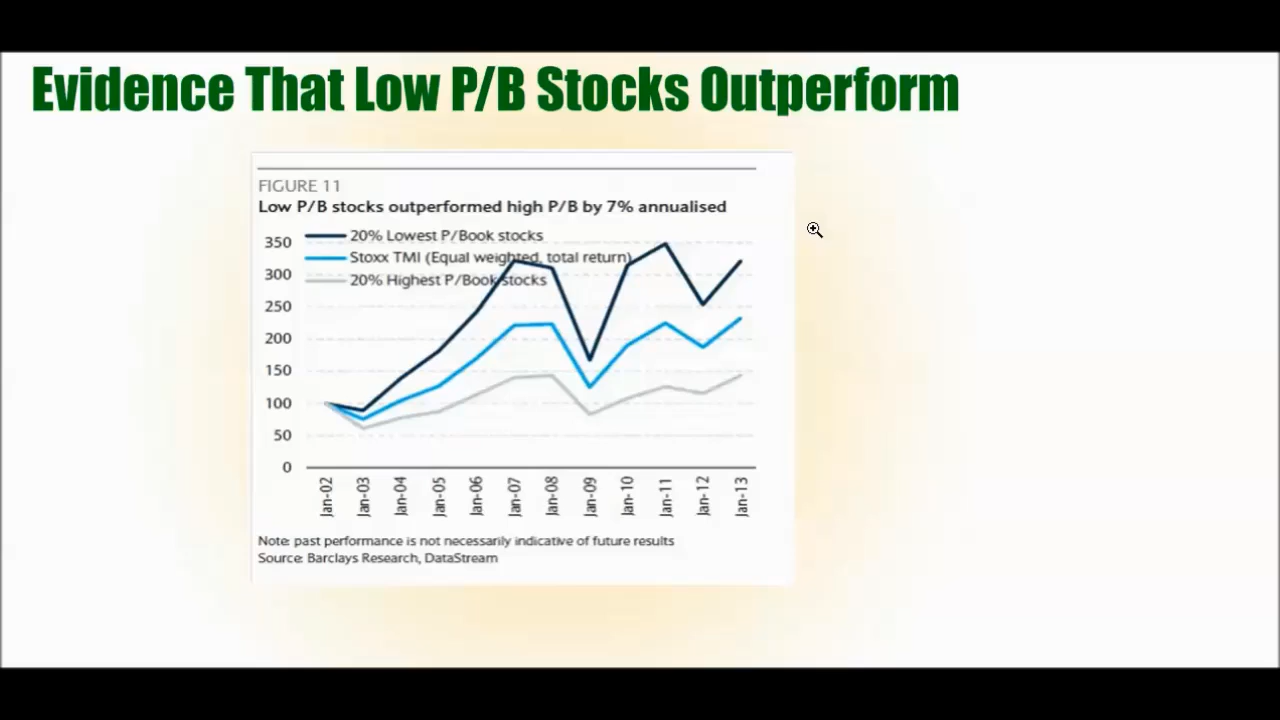 Evidence That Low P/B Stocks Outperform
FIGURE 11
Low P/B stocks outperformed high P/B by 7% annualised
20% Lowest P/Book stocks
Stoxx TMI (Equal weighted, total return)
20% Highest P/Book stocks
350
300
250
200
150
100
50
0
Jan-02
Jan-03
Jan-04
Jan-05
Jan-06
Jan-07
Jan-08
Jan-09
Jan-10
Jan-11
Jan-12
Jan-13
Note: past performance is not necessarily indicative of future results
Source: Barclays Research, DataStream